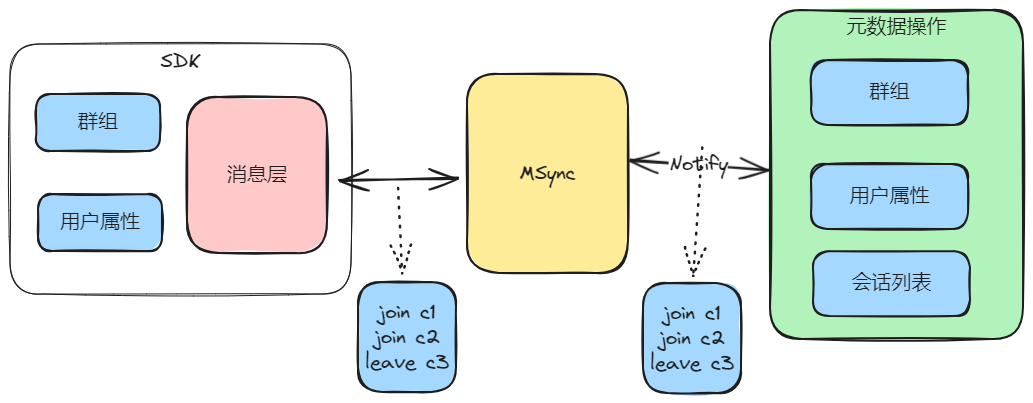 SDK
群组
用户属性
消息层
MSync
Notify
元数据操作
群组
用户属性
会话列表
join c1
join c2
leave c3
join c1
join c2
leave c3